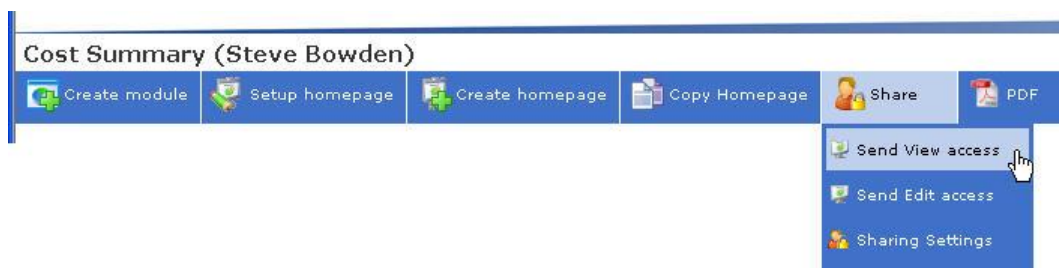 Cost Summary (Steve Bowden)
Create module Setup homepage Create homepage Copy Homepage Share PDF
Send View access
Send Edit access
Sharing Settings